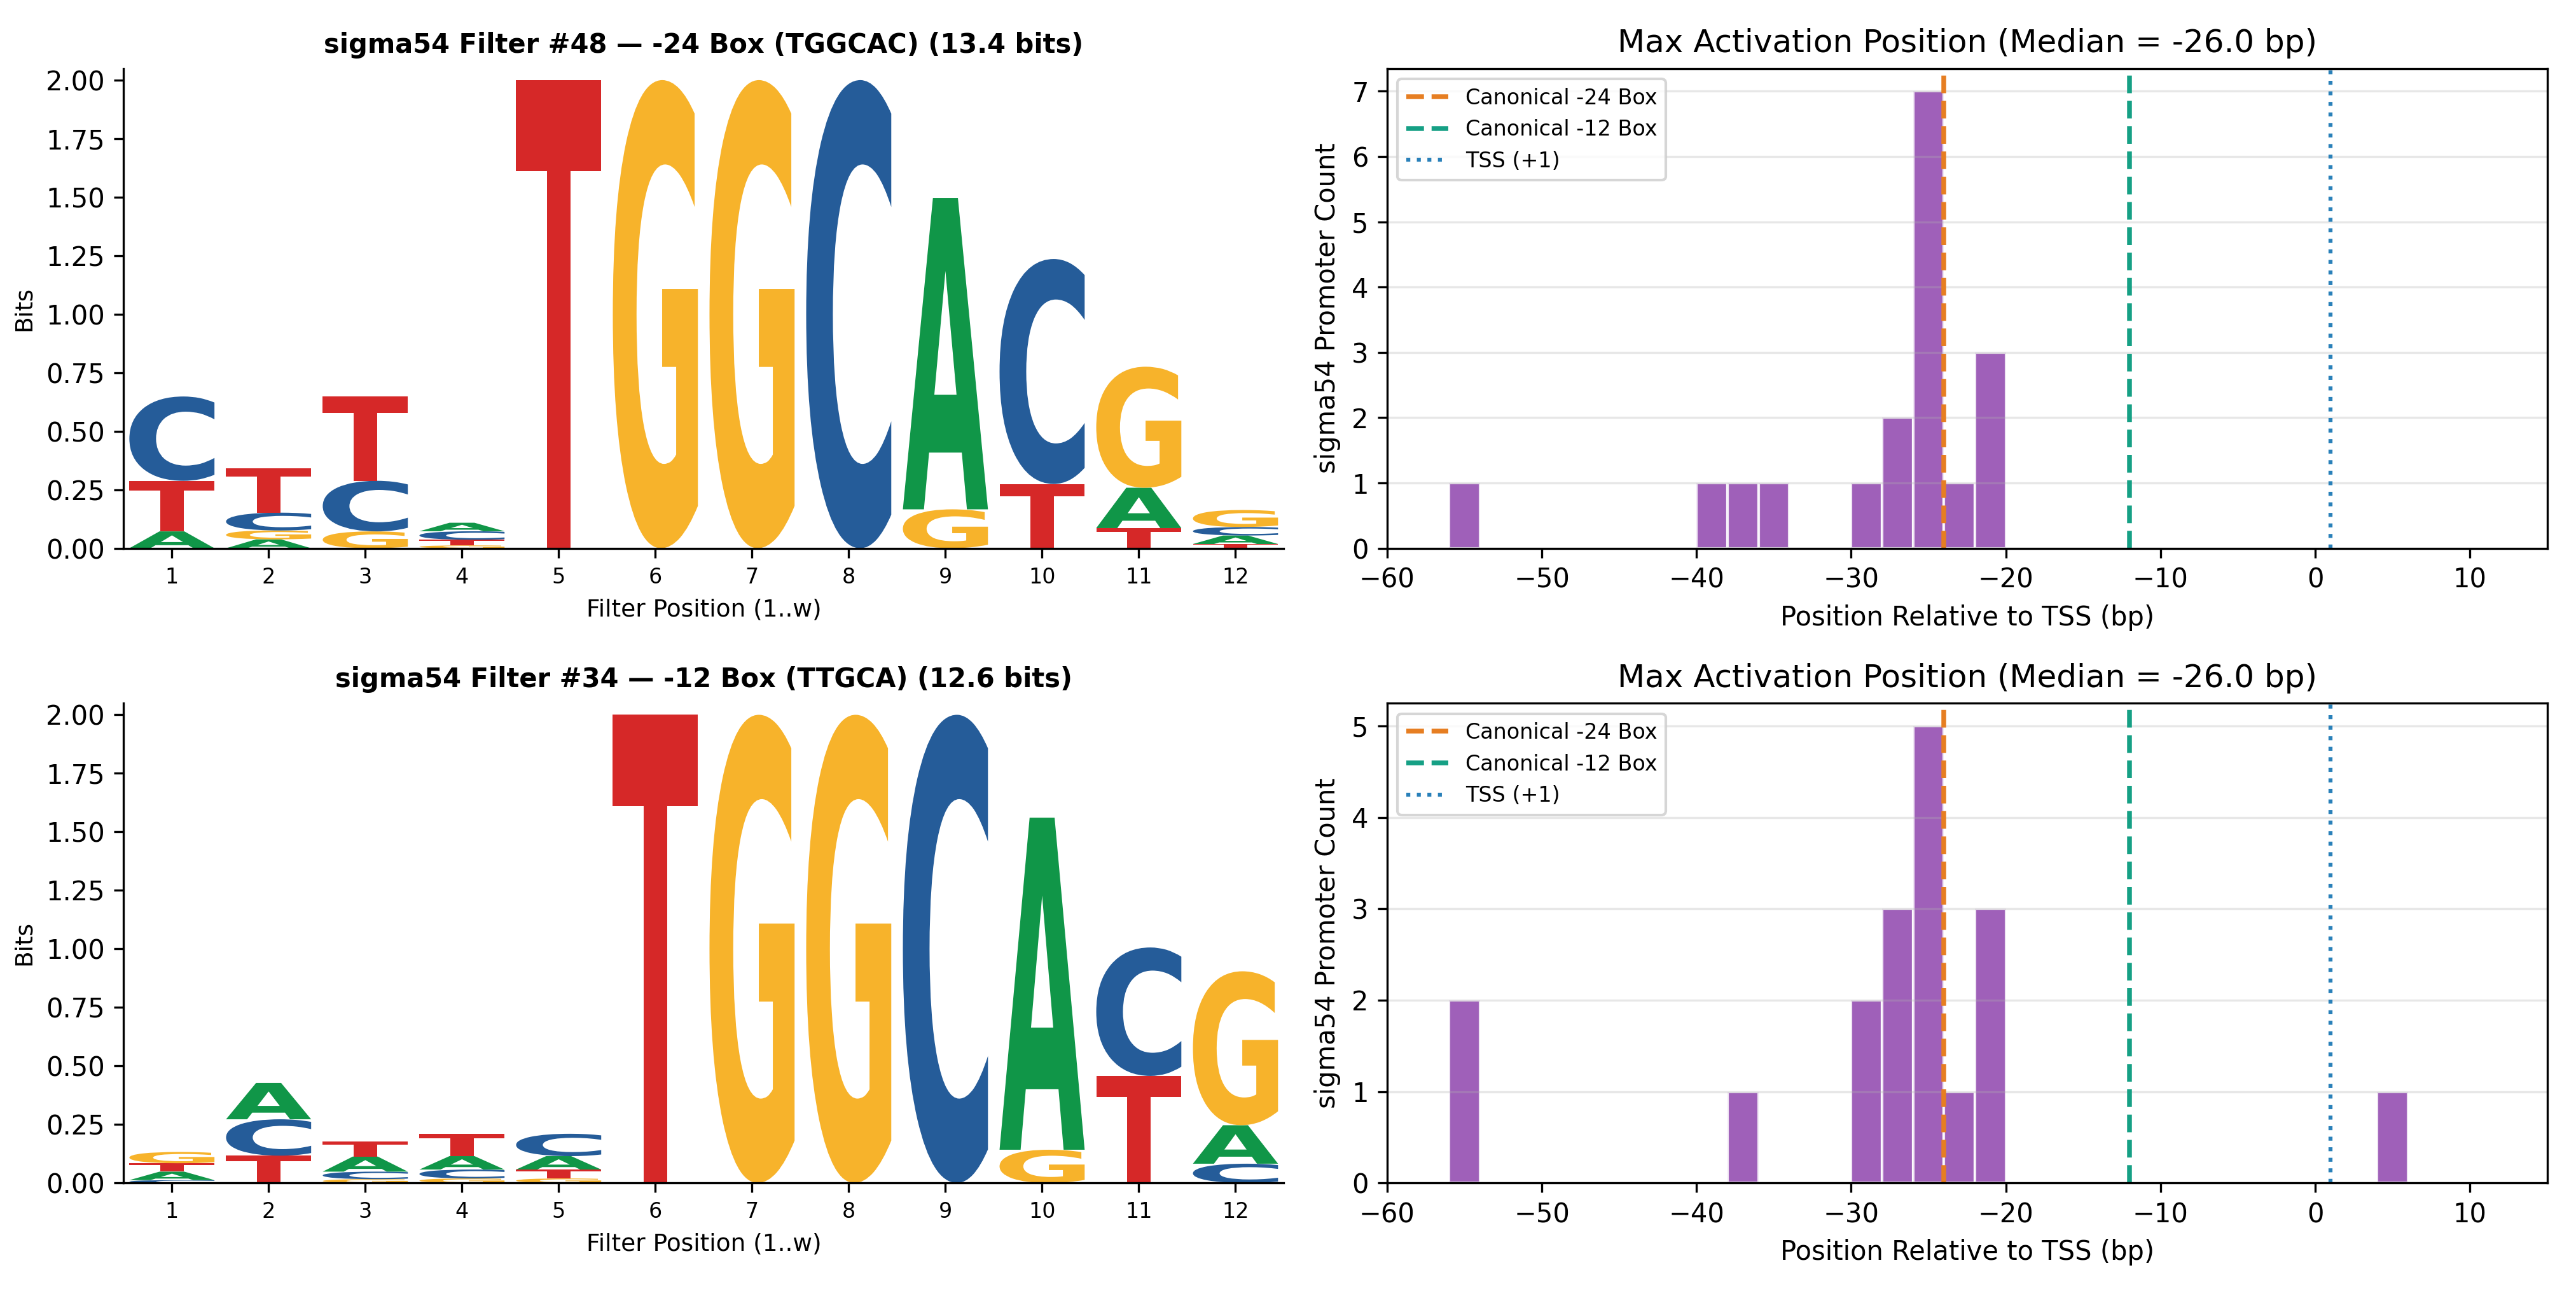 sigma54 Filter #48 — -24 Box (TGGCAC) (13.4 bits)
Bits
2.00
1.75
1.50
1.25
1.00
0.75
0.50
0.25
0.00
1 2 3 4 5 6 7 8 9 10 11 12
Filter Position (1..w)
Max Activation Position (Median = -26.0 bp)
sigma54 Promoter Count
7
6
5
4
3
2
1
0
Canonical -24 Box
Canonical -12 Box
TSS (+1)
−60 −50 −40 −30 −20 −10 0 10
Position Relative to TSS (bp)
sigma54 Filter #34 — -12 Box (TTGCA) (12.6 bits)
Bits
2.00
1.75
1.50
1.25
1.00
0.75
0.50
0.25
0.00
1 2 3 4 5 6 7 8 9 10 11 12
Filter Position (1..w)
Max Activation Position (Median = -26.0 bp)
sigma54 Promoter Count
5
4
3
2
1
0
Canonical -24 Box
Canonical -12 Box
TSS (+1)
−60 −50 −40 −30 −20 −10 0 10
Position Relative to TSS (bp)